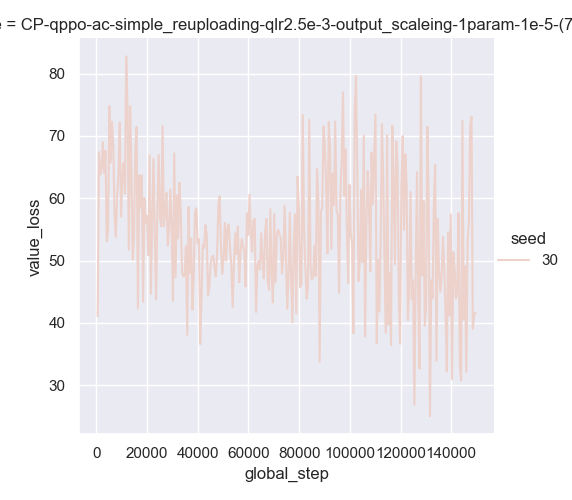 e = CP-qppo-ac-simple_reuploading-qlr2.5e-3-output_scaleing-1param-1e-5-(7
80
70
60
50
40
30
value_loss
seed
30
0 20000 40000 60000 80000 100000 120000 140000
global_step